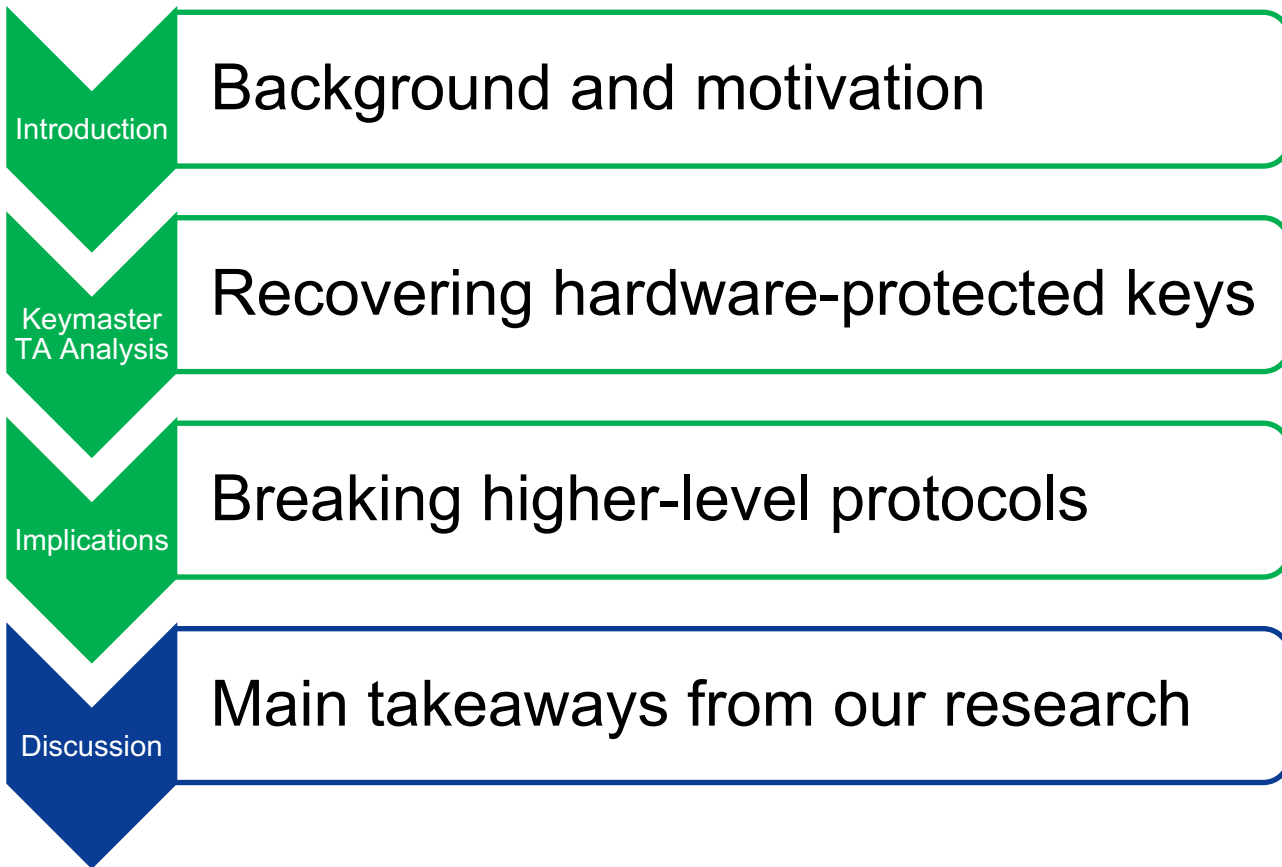 Introduction
Background and motivation
Keymaster
TA Analysis
Recovering hardware-protected keys
Implications
Breaking higher-level protocols
Discussion
Main takeaways from our research